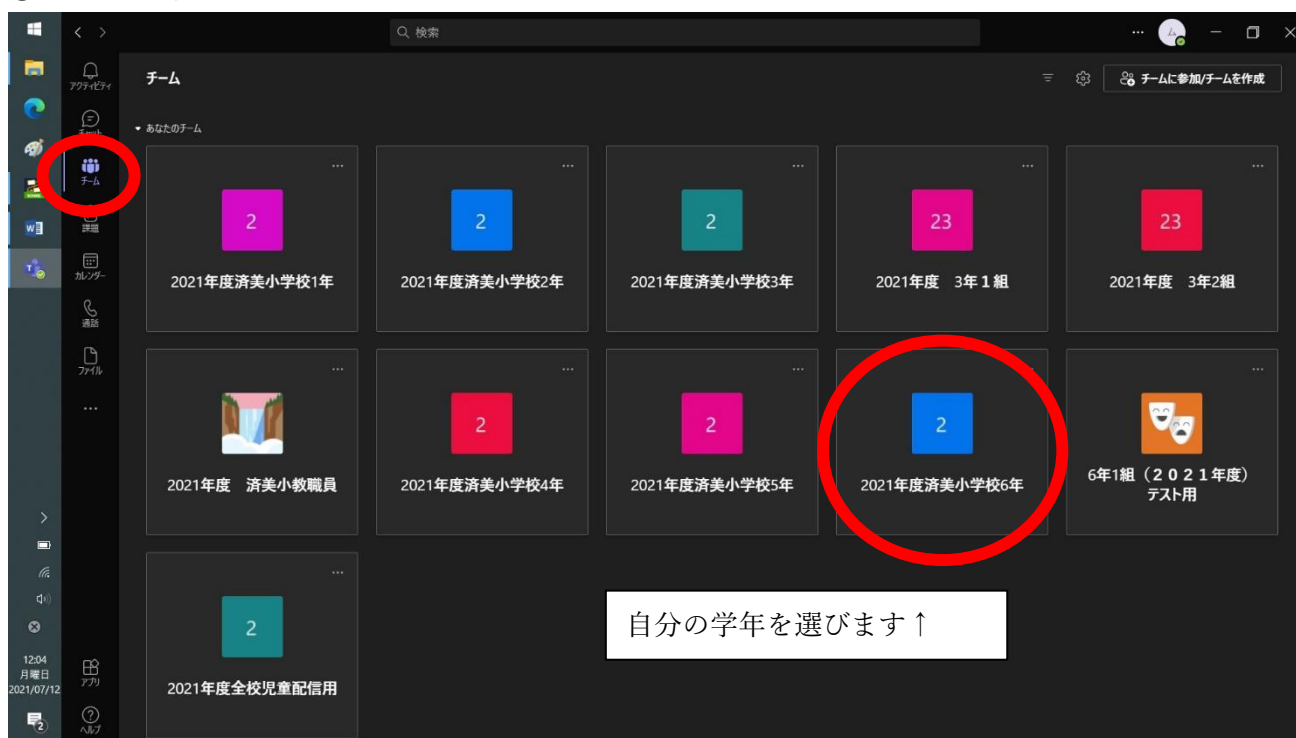 検索
チーム
チームに参加/チームを作成
あなたのチーム
アクティビティ
チーム
課題
カレンダー
通話
ファイル
2
2021年度済美小学校1年
2
2021年度済美小学校2年
2
2021年度済美小学校3年
23
2021年度 3年1組
23
2021年度 3年2組
2021年度 済美小教職員
2
2021年度済美小学校4年
2
2021年度済美小学校5年
2
2021年度済美小学校6年
6年1組（２０２１年度）
テスト用
2
2021年度全校児童配信用
自分の学年を選びます↑
12:04
月曜日
2021/07/12
2
アプリ
ヘルプ